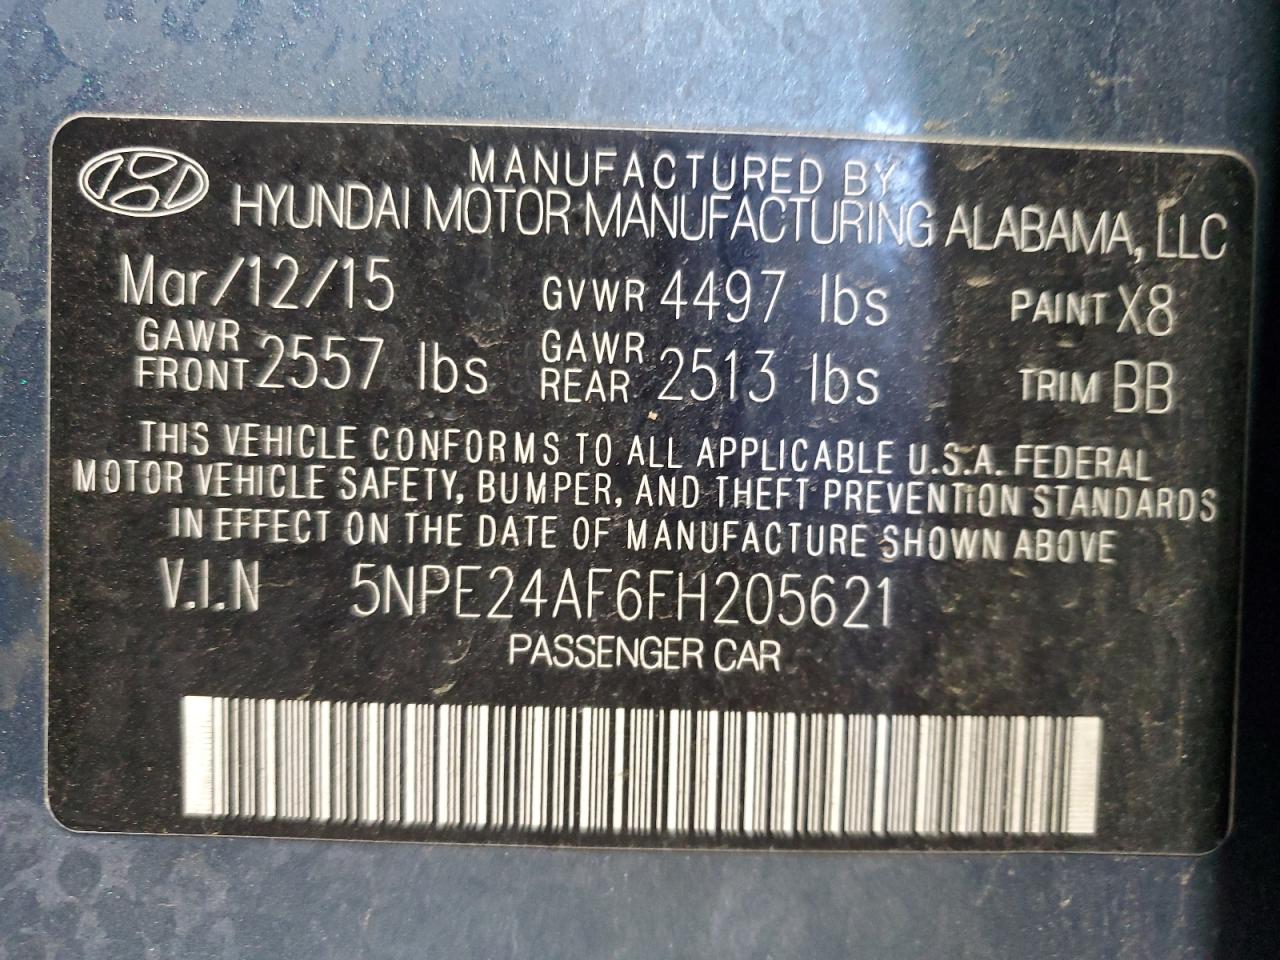 MANUFACTURED BY
HYUNDAI MOTOR MANUFACTURING ALABAMA, LLC
Mar/12/15 GVWR 4497 lbs PAINT X8
GAWR FRONT 2557 lbs GAWR REAR 2513 lbs TRIM BB
THIS VEHICLE CONFORMS TO ALL APPLICABLE U.S.A. FEDERAL
MOTOR VEHICLE SAFETY, BUMPER, AND THEFT PREVENTION STANDARDS
IN EFFECT ON THE DATE OF MANUFACTURE SHOWN ABOVE
V.I.N 5NPE24AF6FH205621
PASSENGER CAR